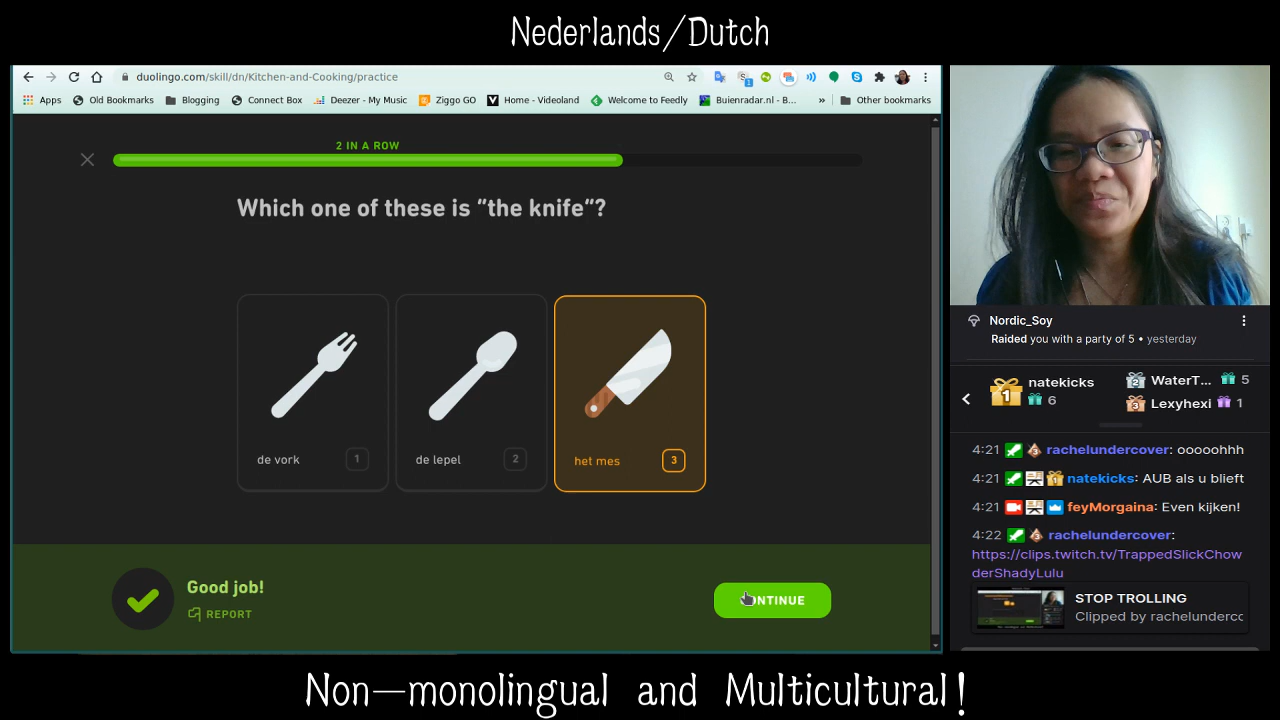 Nederlands/Dutch
duolingo.com/skill/dn/Kitchen-and-Cooking/practice
Apps Old Bookmarks Blogging Connect Box Deezer - My Music Ziggo GO Home - Videoland Welcome to Feedly Buienradar.nl - B... » Other bookmarks
2 IN A ROW
Which one of these is “the knife”?
de vork 1
de lepel 2
het mes 3
Good job!
REPORT
CONTINUE
Nordic_Soy
Raided you with a party of 5 • yesterday
1 natekicks
6
2 WaterT... 5
3 Lexyhexi 1
4:21 rachelundercover: ooooohhh
4:21 natekicks: AUB als u blieft
4:21 feyMorgaina: Even kijken!
4:22 rachelundercover:
https://clips.twitch.tv/TrappedSlickChow
derShadyLulu
STOP TROLLING
Clipped by rachelunderco
Non-monolingual and Multicultural!